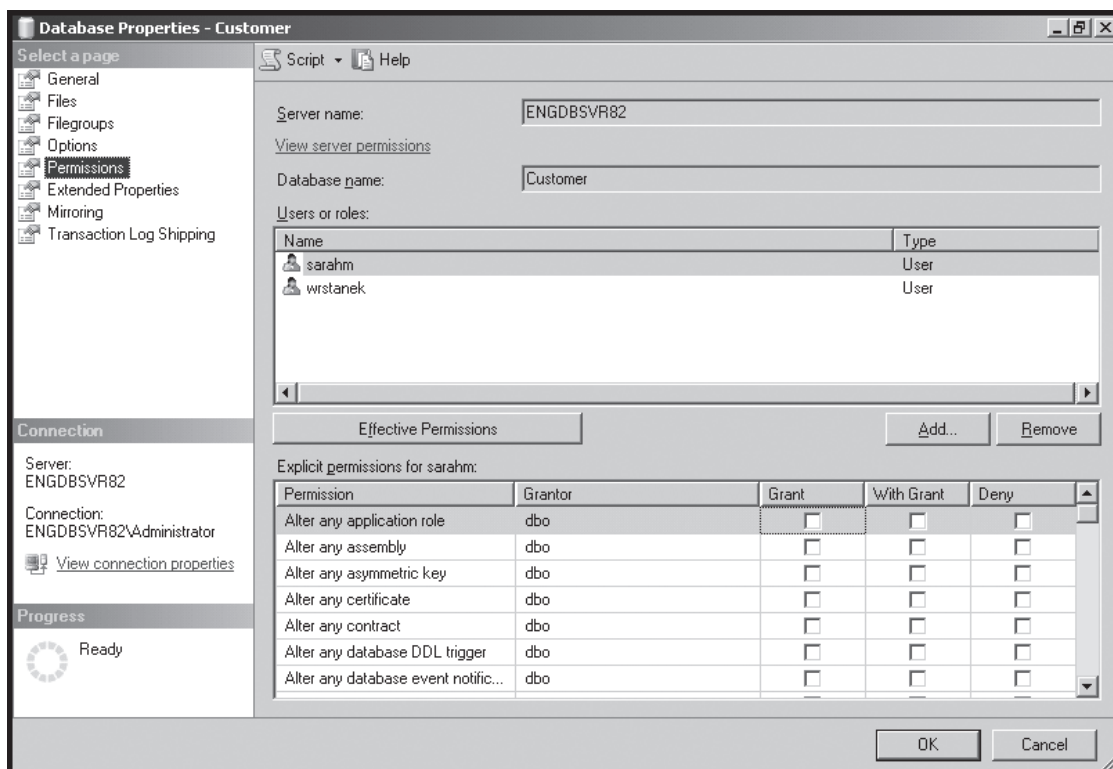 Database Properties - Customer
Select a page
General
Files
Filegroups
Options
Permissions
Extended Properties
Mirroring
Transaction Log Shipping
Connection
Server:
ENGDBSVR82
Connection:
ENGDBSVR82\Administrator
View connection properties
Progress
Ready
Script Help
Server name: ENGDBSVR82
View server permissions
Database name: Customer
Users or roles:
Name Type
sarahm User
wrstanek User
Effective Permissions Add... Remove
Explicit permissions for sarahm:
Permission Grantor Grant With Grant Deny
Alter any application role dbo
Alter any assembly dbo
Alter any asymmetric key dbo
Alter any certificate dbo
Alter any contract dbo
Alter any database DDL trigger dbo
Alter any database event notific... dbo
OK Cancel